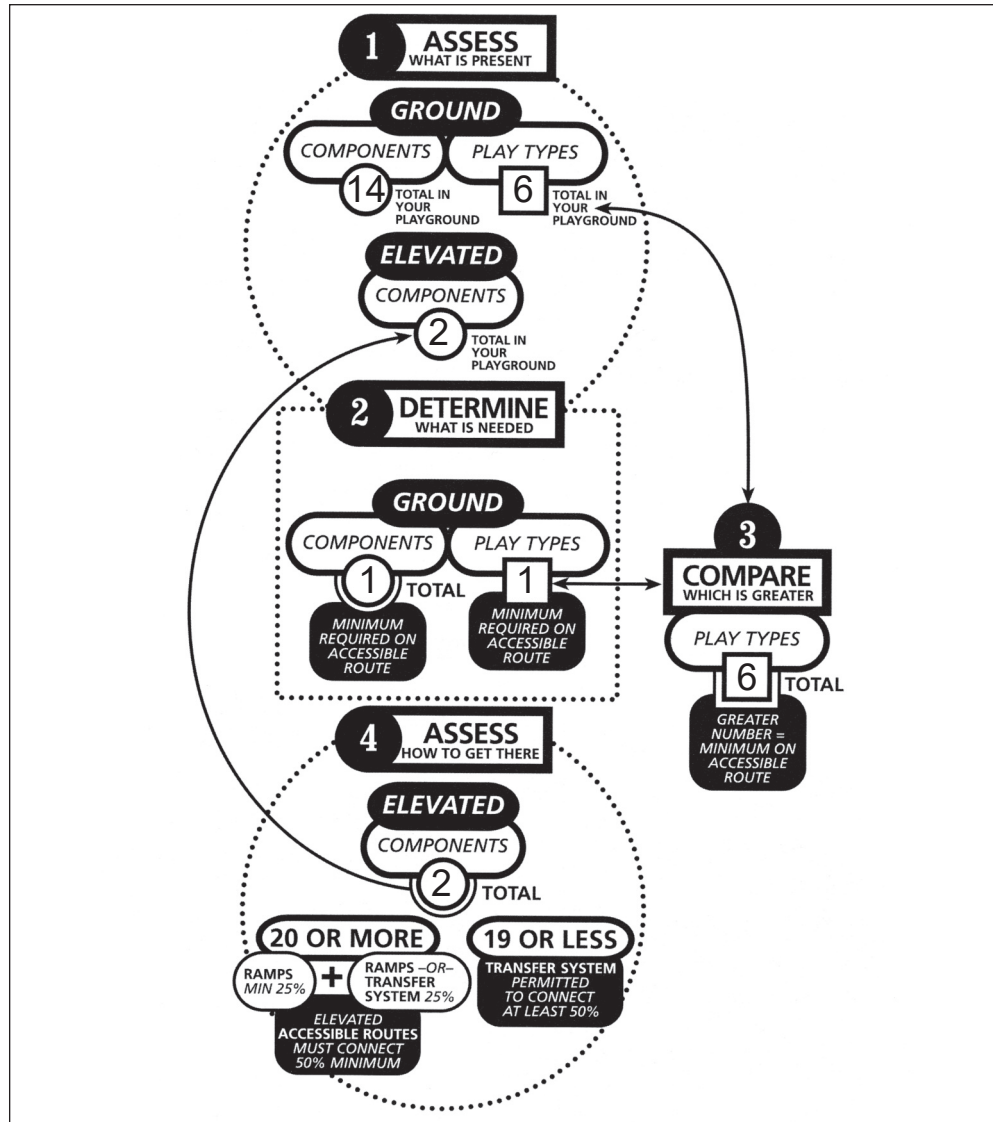 1 ASSESS
WHAT IS PRESENT
GROUND
COMPONENTS PLAY TYPES
14 TOTAL IN
YOUR
PLAYGROUND
6 TOTAL IN
YOUR
PLAYGROUND
ELEVATED
COMPONENTS
2 TOTAL IN
YOUR
PLAYGROUND
2 DETERMINE
WHAT IS NEEDED
GROUND
COMPONENTS PLAY TYPES
1 TOTAL
MINIMUM
REQUIRED ON
ACCESSIBLE
ROUTE
1
MINIMUM
REQUIRED ON
ACCESSIBLE
ROUTE
3
COMPARE
WHICH IS GREATER
PLAY TYPES
6 TOTAL
GREATER
NUMBER =
MINIMUM ON
ACCESSIBLE
ROUTE
4 ASSESS
HOW TO GET THERE
ELEVATED
COMPONENTS
2 TOTAL
20 OR MORE
RAMPS
MIN 25%
+
RAMPS –OR–
TRANSFER
SYSTEM 25%
ELEVATED
ACCESSIBLE ROUTES
MUST CONNECT
50% MINIMUM
19 OR LESS
TRANSFER SYSTEM
PERMITTED
TO CONNECT
AT LEAST 50%